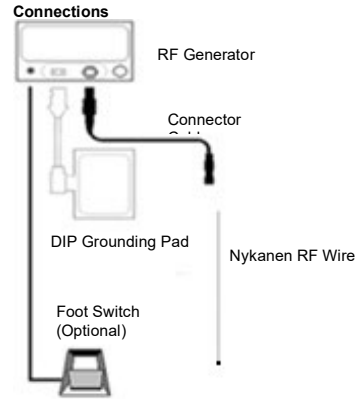 Connections
RF Generator
Connector
DIP Grounding Pad
Nykanen RF Wire
Foot Switch
(Optional)